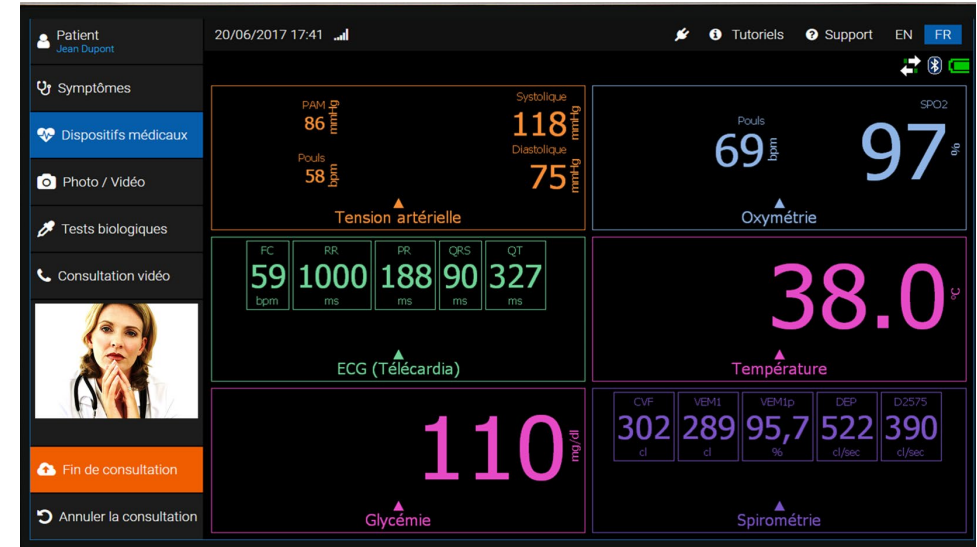 Patient
Jean Dupont
Symptômes
Dispositifs médicaux
Photo / Vidéo
Tests biologiques
Consultation vidéo
Fin de consultation
Annuler la consultation
20/06/2017 17:41
Tutoriels
Support
EN
FR
PAM
86 mmHg
Pouls
58 bpm
Systolique
118 mmHg
Diastolique
75 mmHg
Tension artérielle
Pouls
69 bpm
SPO2
97 %
Oxymétrie
FC RR PR QRS QT
59 1000 188 90 327
bpm ms ms ms ms
ECG (Télécardia)
38.0 °C
Température
110 mg/dl
Glycémie
CVF VEM1 VEM1p DEP D2575
302 289 95,7 522 390
cl cl % cl/sec cl/sec
Spirométrie